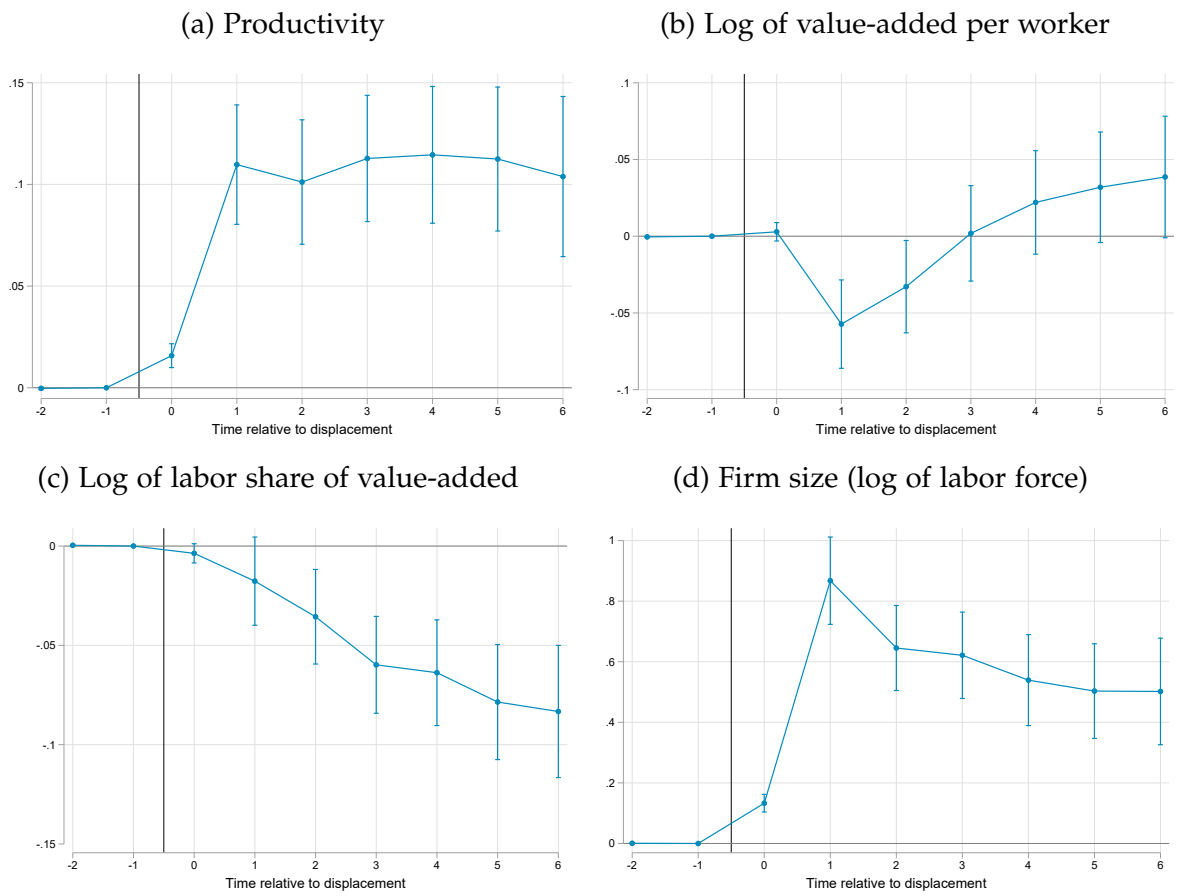 (a) Productivity
.15
.1
.05
0
-2 -1 0 1 2 3 4 5 6
Time relative to displacement
(b) Log of value-added per worker
.1
.05
0
-.05
-.1
-2 -1 0 1 2 3 4 5 6
Time relative to displacement
(c) Log of labor share of value-added
0
-.05
-.1
-.15
-2 -1 0 1 2 3 4 5 6
Time relative to displacement
(d) Firm size (log of labor force)
1
.8
.6
.4
.2
0
-2 -1 0 1 2 3 4 5 6
Time relative to displacement